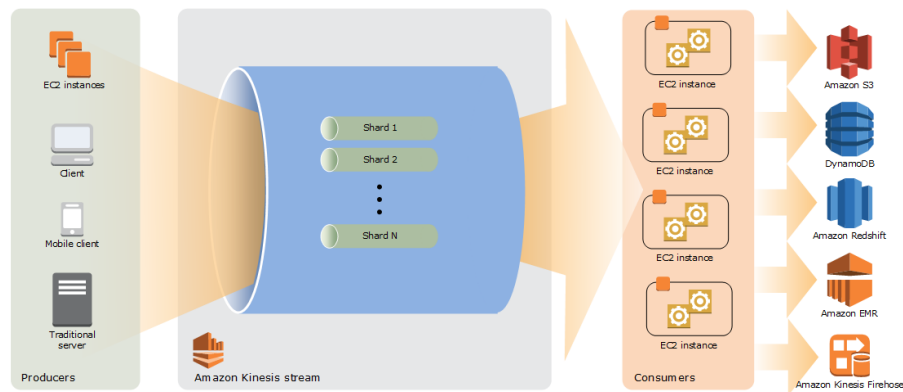 EC2 instances
Client
Mobile client
Traditional
server
Producers
Shard 1
Shard 2
Shard N
Amazon Kinesis stream
EC2 instance
EC2 instance
EC2 instance
EC2 instance
Consumers
Amazon S3
DynamoDB
Amazon Redshift
Amazon EMR
Amazon Kinesis Firehose